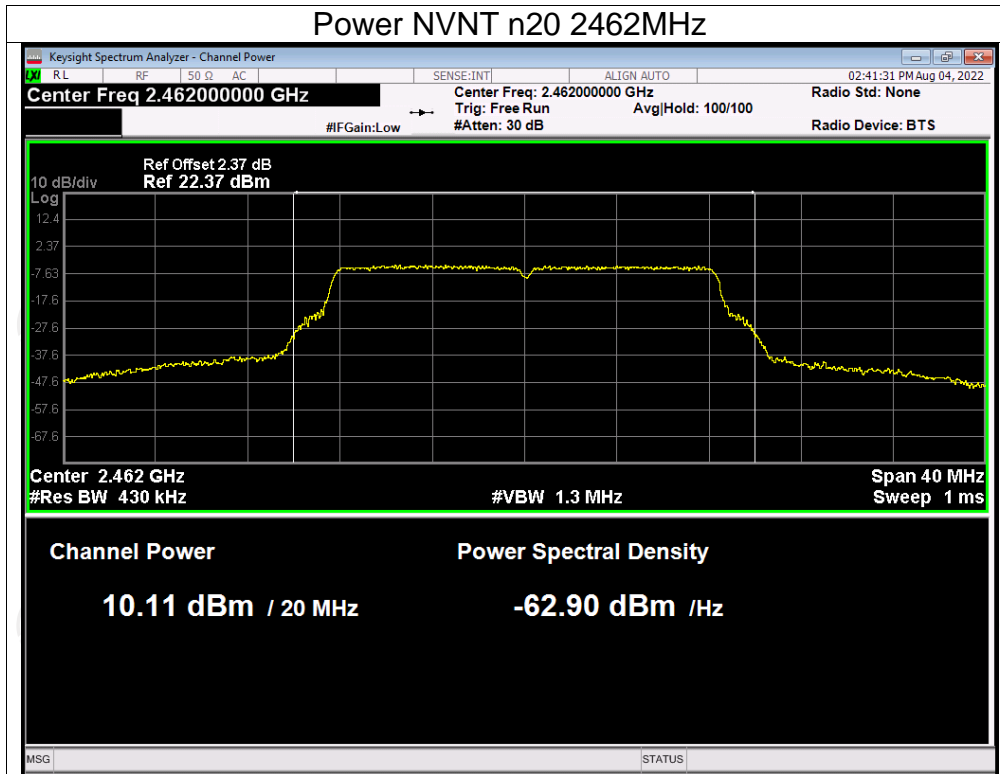 Power NVNT n20 2462MHz
Keysight Spectrum Analyzer - Channel Power
LXI RL RF 50 Ω AC SENSE:INT ALIGN AUTO 02:41:31 PM Aug 04, 2022
Center Freq 2.462000000 GHz Center Freq: 2.462000000 GHz Radio Std: None
Trig: Free Run Avg|Hold: 100/100
#IFGain:Low #Atten: 30 dB Radio Device: BTS
Ref Offset 2.37 dB
10 dB/div Ref 22.37 dBm
Log
12.4
2.37
-7.63
-17.6
-27.6
-37.6
-47.6
-57.6
-67.6
Center 2.462 GHz Span 40 MHz
#Res BW 430 kHz #VBW 1.3 MHz Sweep 1 ms
Channel Power Power Spectral Density
10.11 dBm / 20 MHz -62.90 dBm /Hz
MSG STATUS